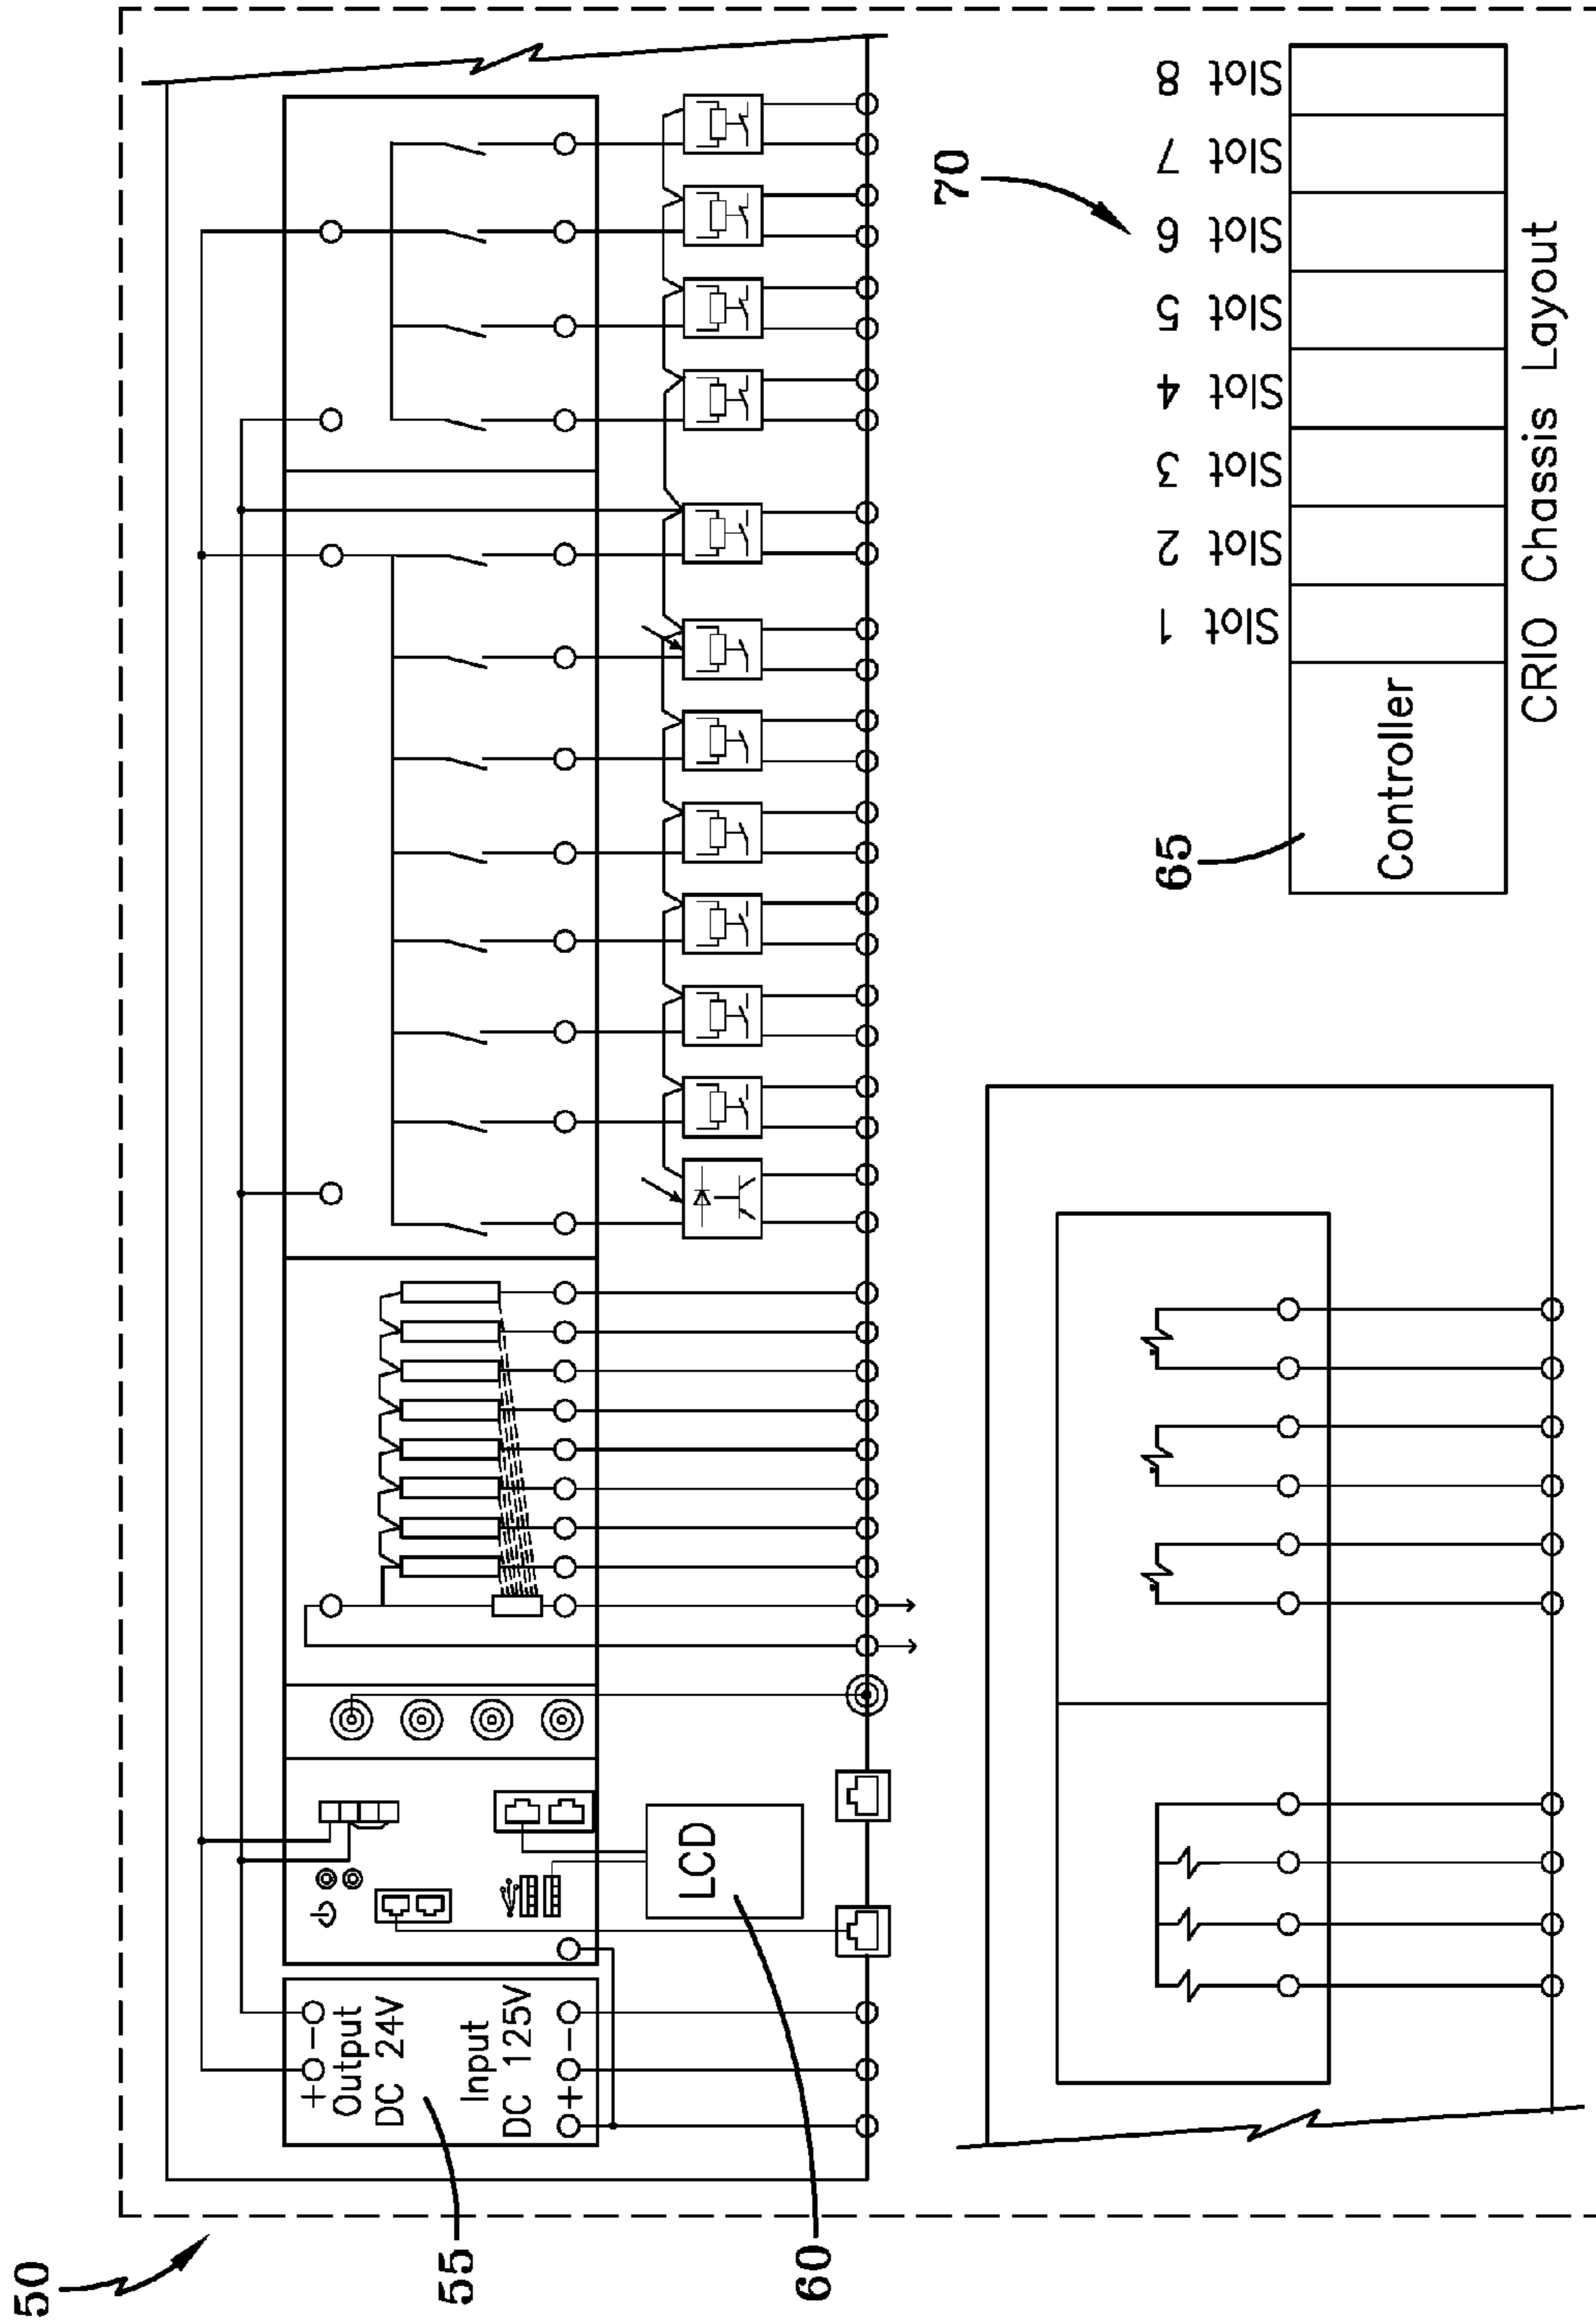 50
55
+ -
Output
DC 24V
Input
DC 125V
+ -
60
LCD
65
Controller
70
Slot 1
Slot 2
Slot 3
Slot 4
Slot 5
Slot 6
Slot 7
Slot 8
CRIO Chassis Layout